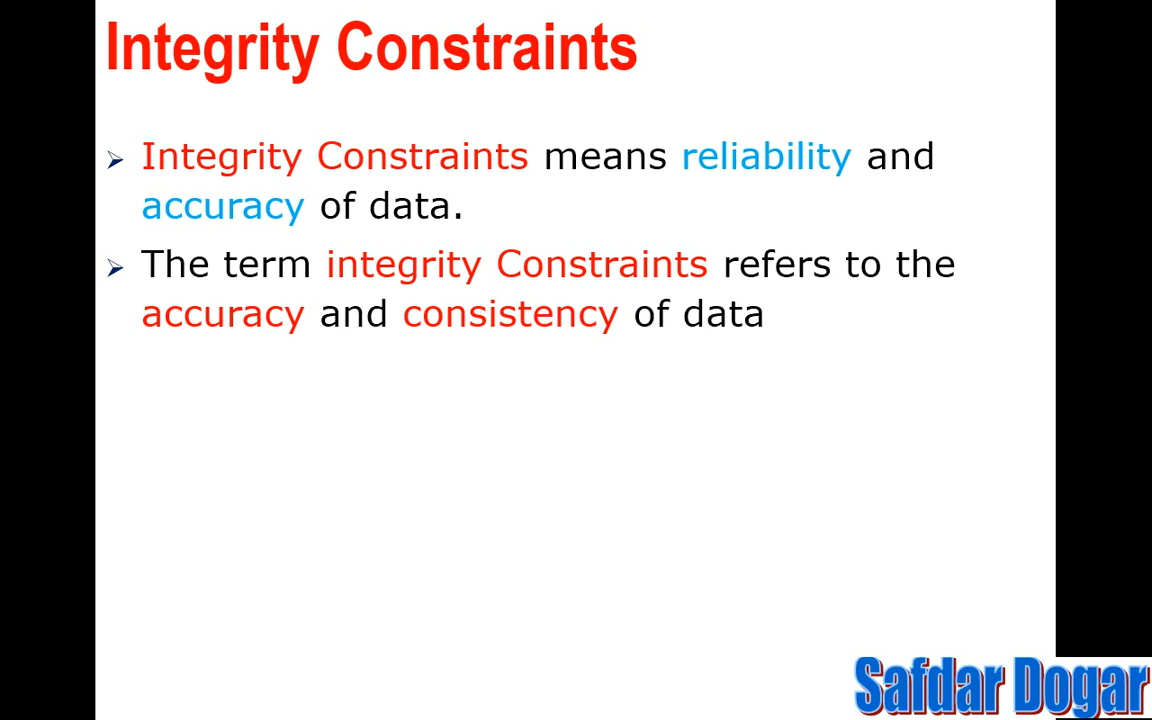 Integrity Constraints
➢ Integrity Constraints means reliability and
accuracy of data.
➢ The term integrity Constraints refers to the
accuracy and consistency of data
Safdar Dogar